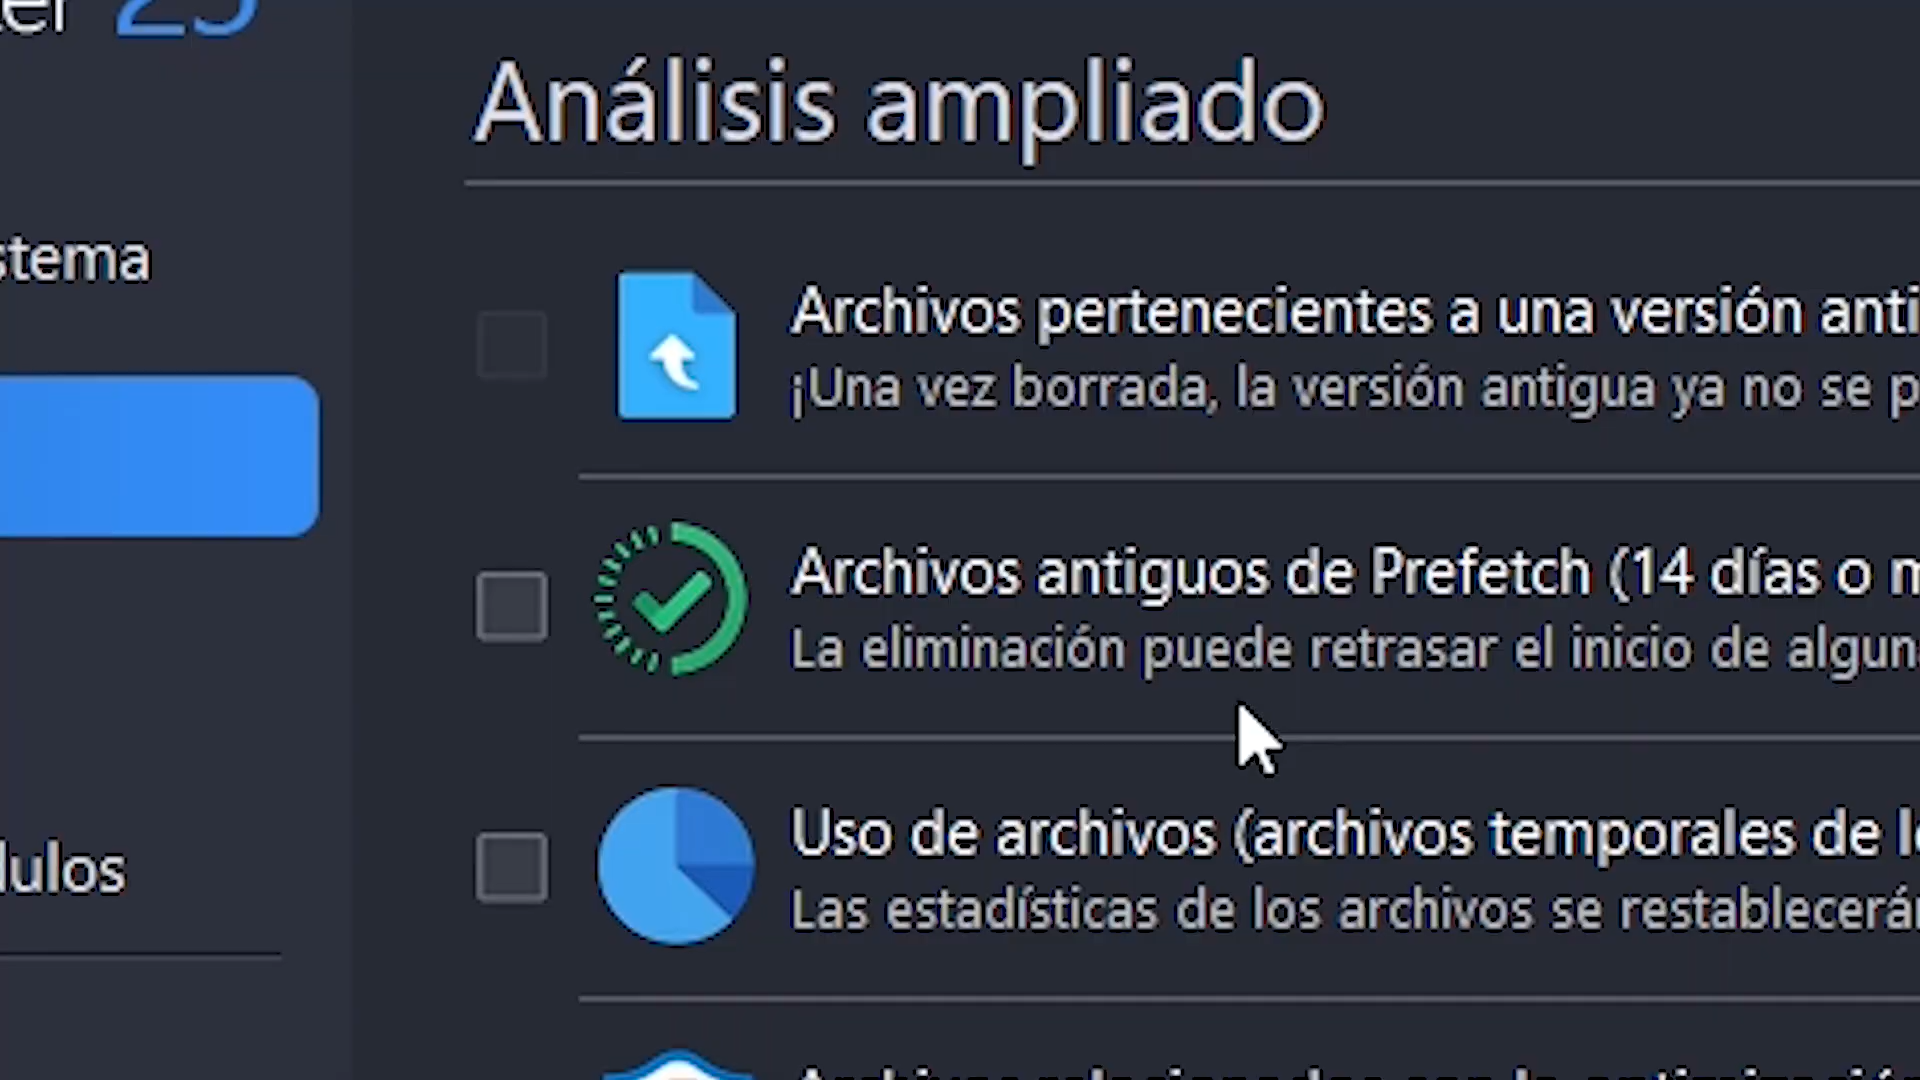 25
Análisis ampliado
stema
Archivos pertenecientes a una versión anti
¡Una vez borrada, la versión antigua ya no se p
Archivos antiguos de Prefetch (14 días o m
La eliminación puede retrasar el inicio de algun
Uso de archivos (archivos temporales de l
Las estadísticas de los archivos se restablecerá
dulos